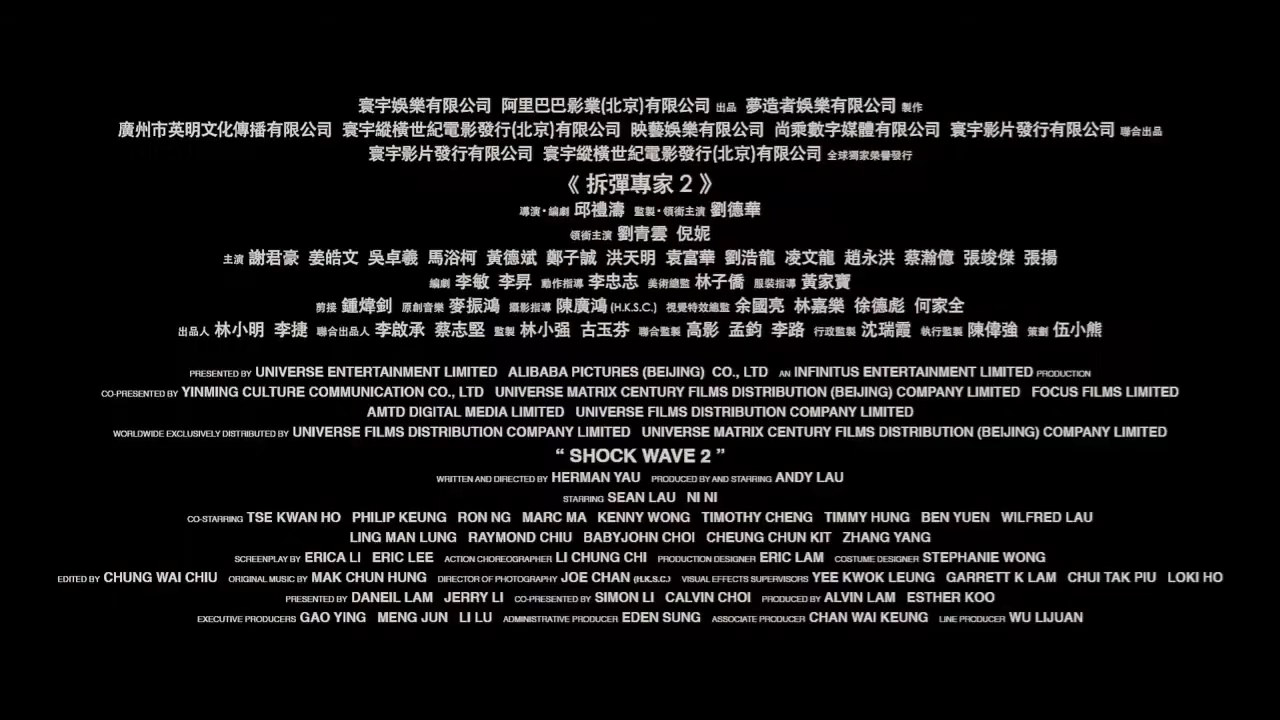 寰宇娛樂有限公司 阿里巴巴影業(北京)有限公司 出品 夢造者娛樂有限公司 製作
廣州市英明文化傳播有限公司 寰宇縱橫世紀電影發行(北京)有限公司 映藝娛樂有限公司 尚乘數字媒體有限公司 寰宇影片發行有限公司 聯合出品
寰宇影片發行有限公司 寰宇縱橫世紀電影發行(北京)有限公司 全球獨家榮譽發行
《 拆彈專家 2 》
導演・編劇 邱禮濤 監製・領銜主演 劉德華
領銜主演 劉青雲 倪妮
主演 謝君豪 姜皓文 吳卓羲 馬浴柯 黃德斌 鄭子誠 洪天明 袁富華 劉浩龍 凌文龍 趙永洪 蔡瀚億 張竣傑 張揚
編劇 李敏 李昇 動作指導 李忠志 美術總監 林子僑 服裝指導 黃家寶
剪接 鍾煒釗 原創音樂 麥振鴻 攝影指導 陳廣鴻 (H.K.S.C.) 視覺特效總監 余國亮 林嘉樂 徐德彪 何家全
出品人 林小明 李捷 聯合出品人 李啟承 蔡志堅 監製 林小强 古玉芬 聯合監製 高影 孟鈞 李路 行政監製 沈瑞霞 執行監製 陳偉強 策劃 伍小熊
PRESENTED BY UNIVERSE ENTERTAINMENT LIMITED ALIBABA PICTURES (BEIJING) CO., LTD AN INFINITUS ENTERTAINMENT LIMITED PRODUCTION
CO-PRESENTED BY YINMING CULTURE COMMUNICATION CO., LTD UNIVERSE MATRIX CENTURY FILMS DISTRIBUTION (BEIJING) COMPANY LIMITED FOCUS FILMS LIMITED
AMTD DIGITAL MEDIA LIMITED UNIVERSE FILMS DISTRIBUTION COMPANY LIMITED
WORLDWIDE EXCLUSIVELY DISTRIBUTED BY UNIVERSE FILMS DISTRIBUTION COMPANY LIMITED UNIVERSE MATRIX CENTURY FILMS DISTRIBUTION (BEIJING) COMPANY LIMITED
“ SHOCK WAVE 2 ”
WRITTEN AND DIRECTED BY HERMAN YAU PRODUCED BY AND STARRING ANDY LAU
STARRING SEAN LAU NI NI
CO-STARRING TSE KWAN HO PHILIP KEUNG RON NG MARC MA KENNY WONG TIMOTHY CHENG TIMMY HUNG BEN YUEN WILFRED LAU
LING MAN LUNG RAYMOND CHIU BABYJOHN CHOI CHEUNG CHUN KIT ZHANG YANG
SCREENPLAY BY ERICA LI ERIC LEE ACTION CHOREOGRAPHER LI CHUNG CHI PRODUCTION DESIGNER ERIC LAM COSTUME DESIGNER STEPHANIE WONG
EDITED BY CHUNG WAI CHIU ORIGINAL MUSIC BY MAK CHUN HUNG DIRECTOR OF PHOTOGRAPHY JOE CHAN (H.K.S.C.) VISUAL EFFECTS SUPERVISORS YEE KWOK LEUNG GARRETT K LAM CHUI TAK PIU LOKI HO
PRESENTED BY DANEIL LAM JERRY LI CO-PRESENTED BY SIMON LI CALVIN CHOI PRODUCED BY ALVIN LAM ESTHER KOO
EXECUTIVE PRODUCERS GAO YING MENG JUN LI LU ADMINISTRATIVE PRODUCER EDEN SUNG ASSOCIATE PRODUCER CHAN WAI KEUNG LINE PRODUCER WU LIJUAN